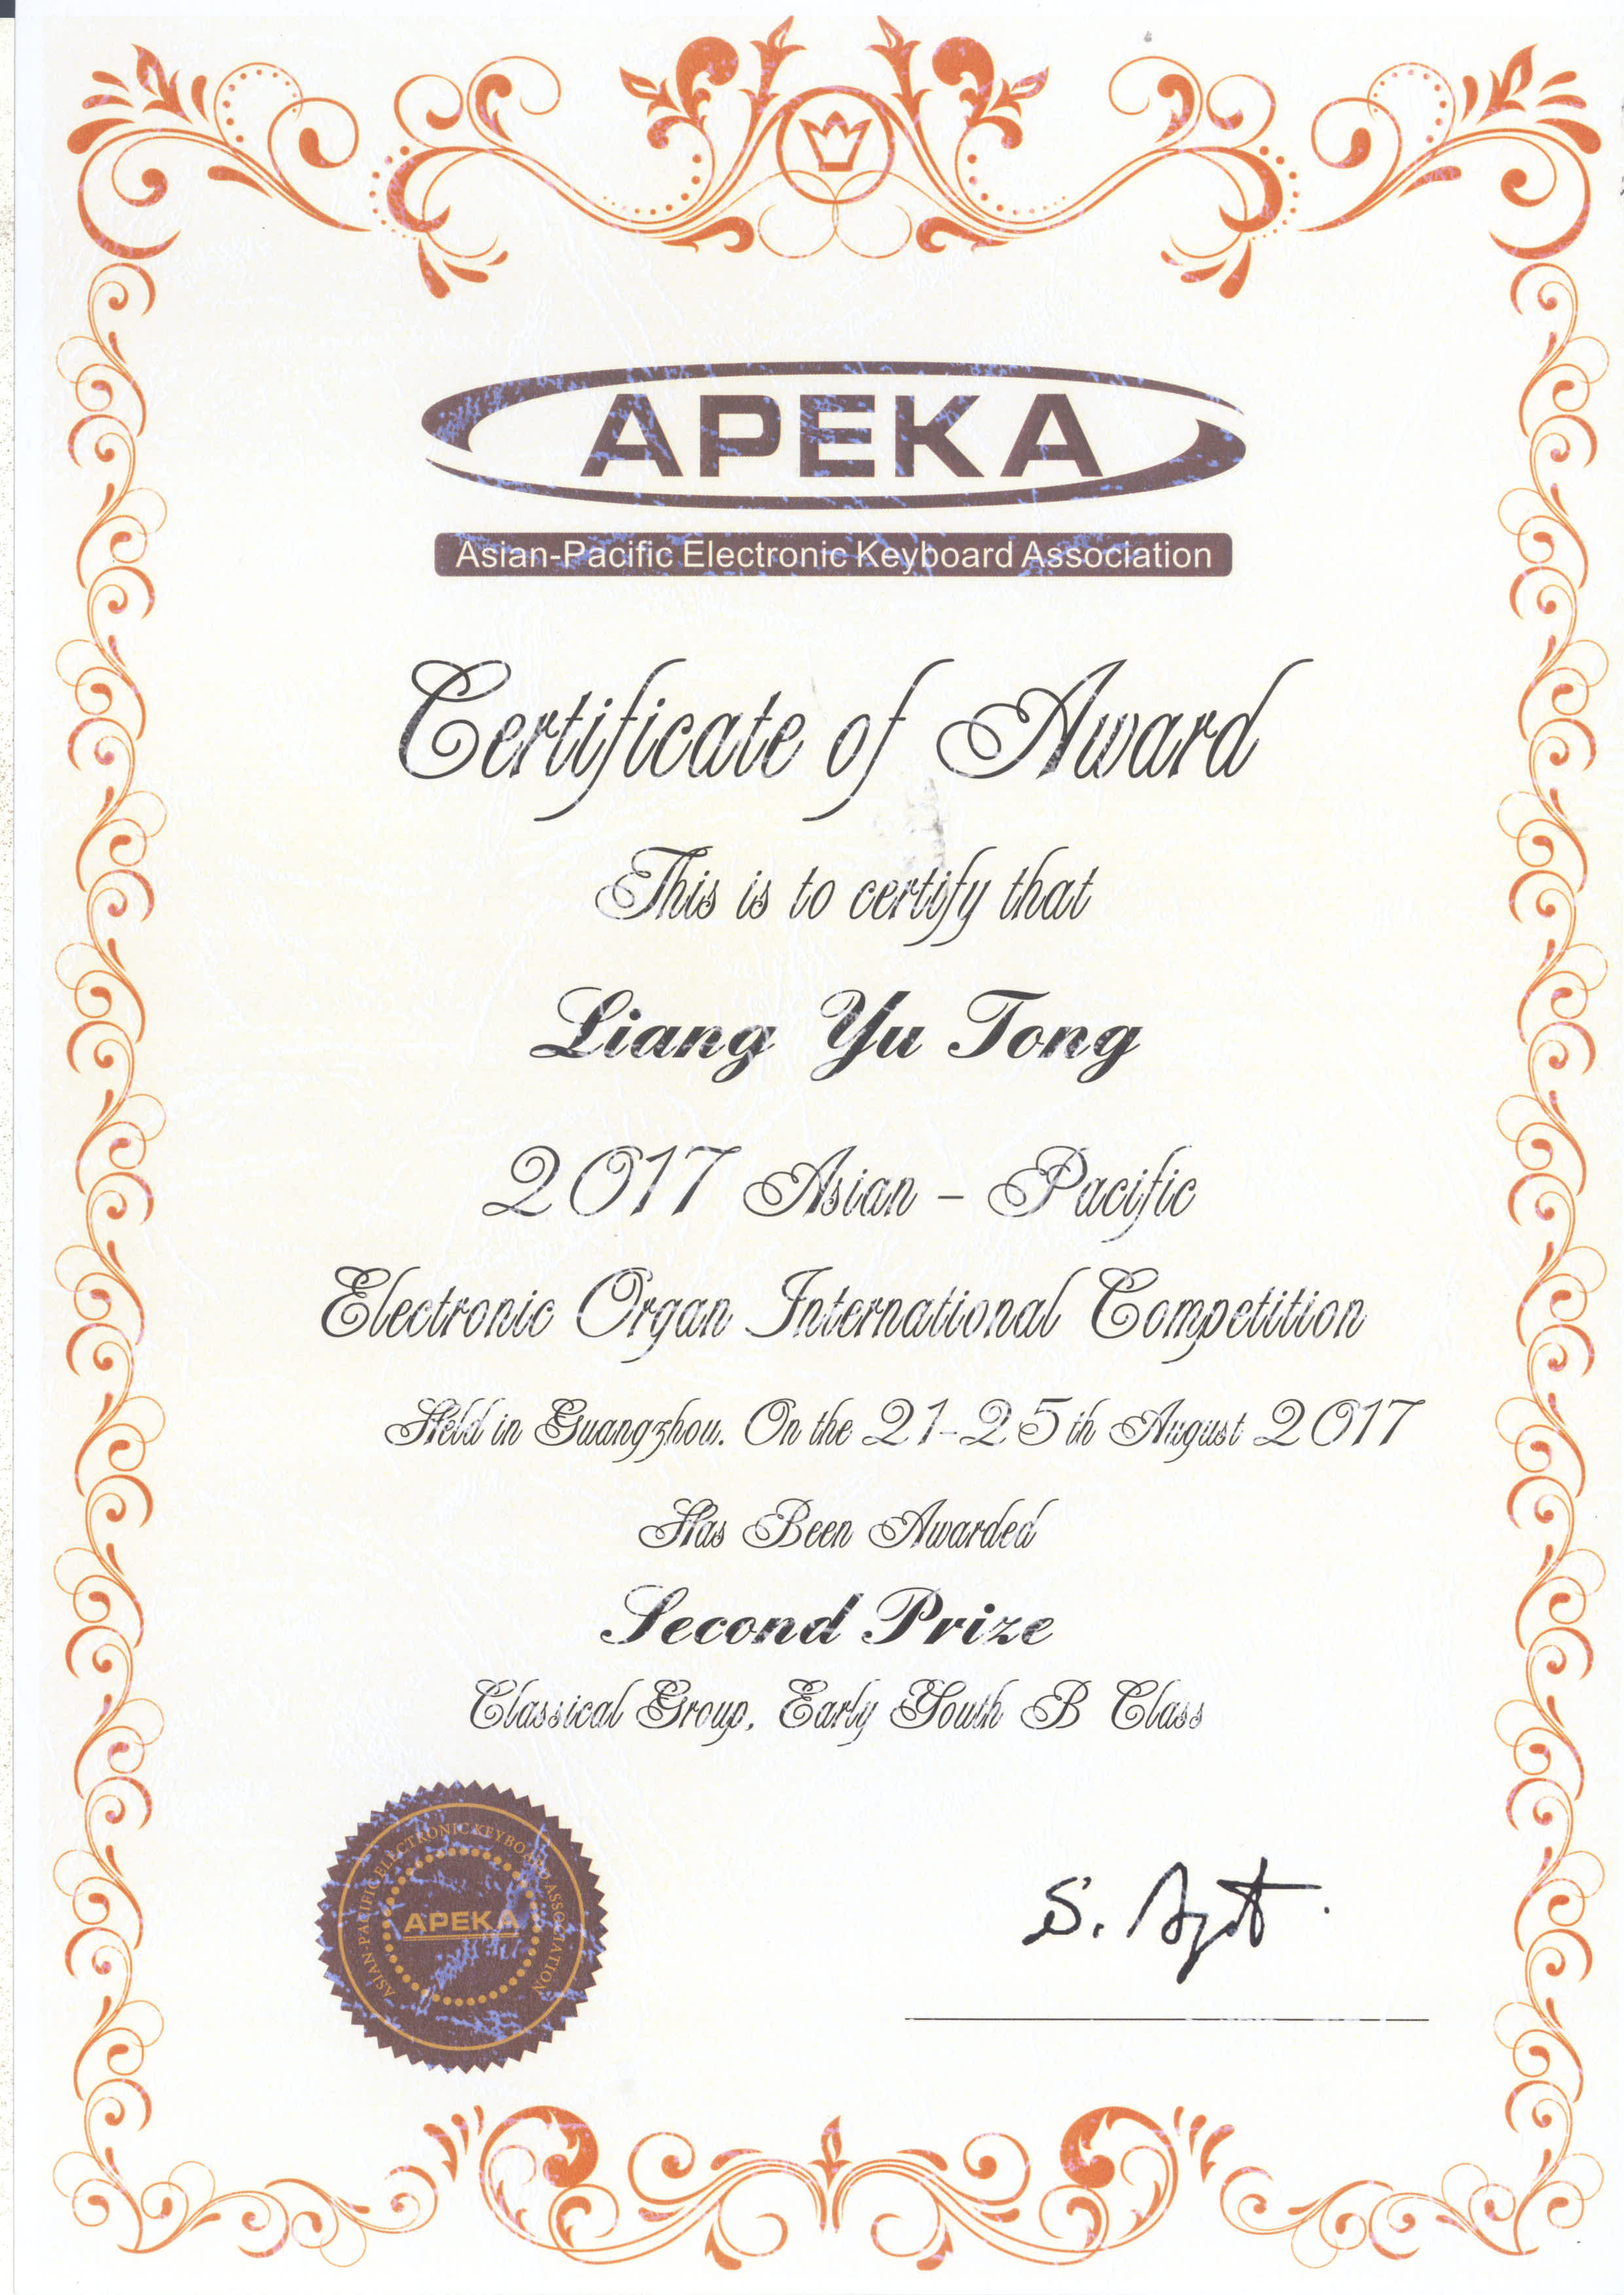 APEKA
Asian-Pacific Electronic Keyboard Association
Certificate of Award
This is to certify that
Liang Yu Tong
2017 Asian - Pacific
Electronic Organ International Competition
Held in Guangzhou. On the 21-25th August 2017
Has Been Awarded
Second Prize
Classical Group, Early Youth B Class
ASIAN-PACIFIC ELECTRONIC KEYBOARD ASSOCIATION
APEKA
S.